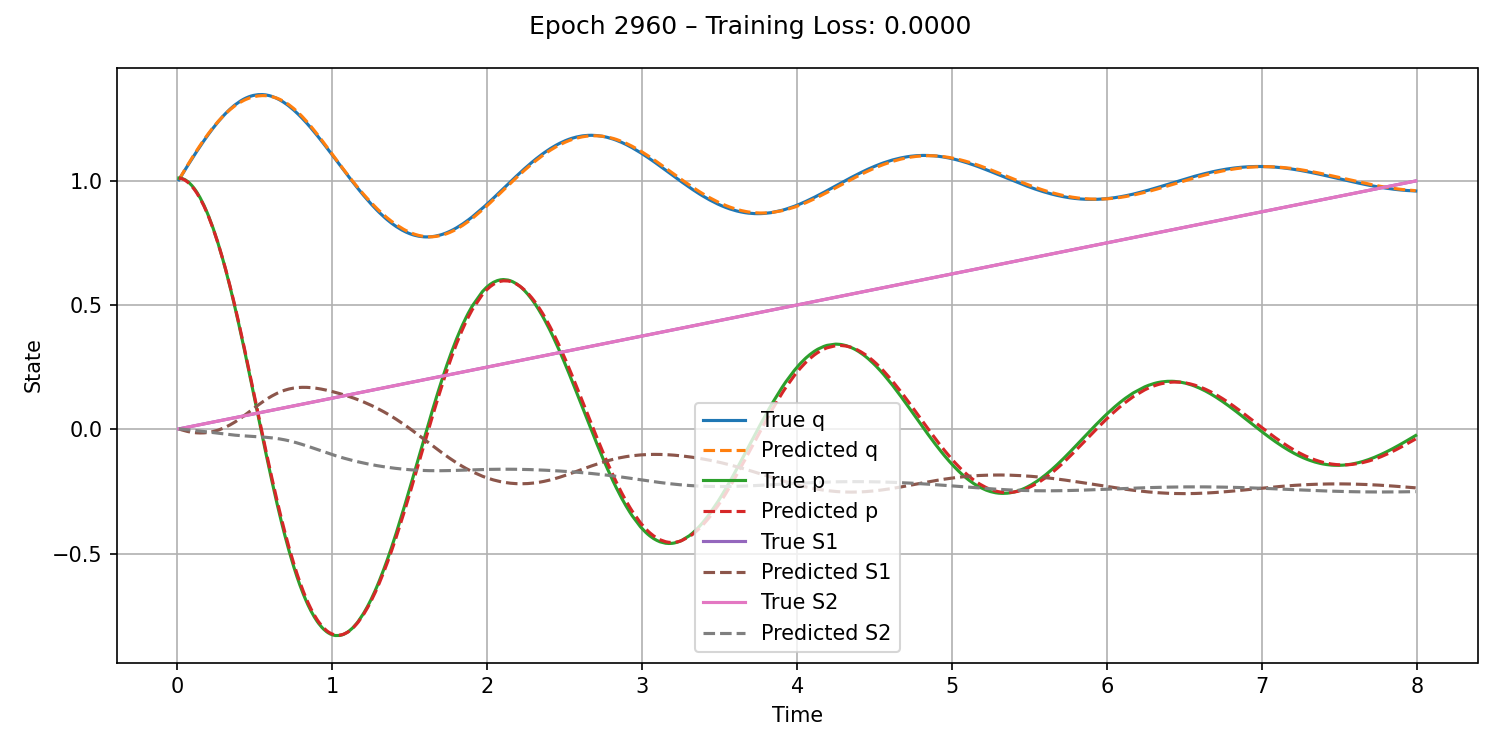 Epoch 2960 – Training Loss: 0.0000
State
1.0
0.5
0.0
−0.5
True q
Predicted q
True p
Predicted p
True S1
Predicted S1
True S2
Predicted S2
0 1 2 3 4 5 6 7 8
Time